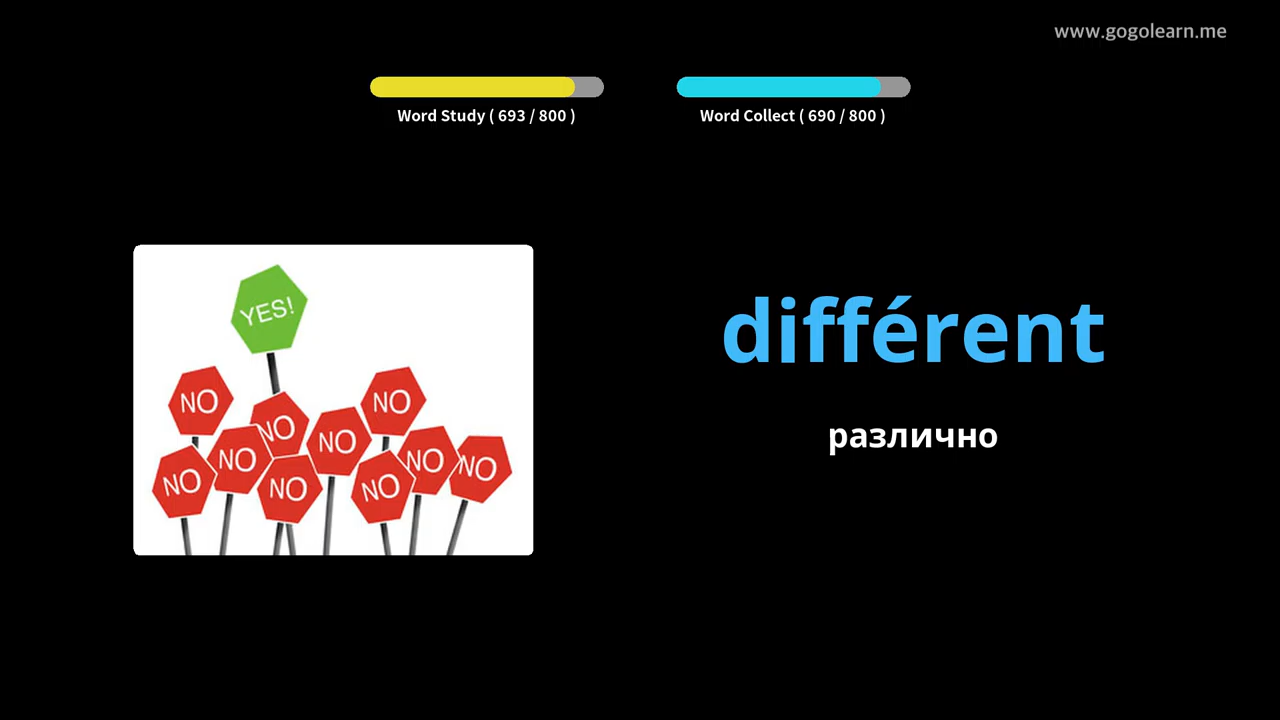 www.gogolearn.me
Word Study ( 693 / 800 )
Word Collect ( 690 / 800 )
YES!
NO
NO
NO
NO
NO
NO
NO
NO
NO
NO
différent
различно